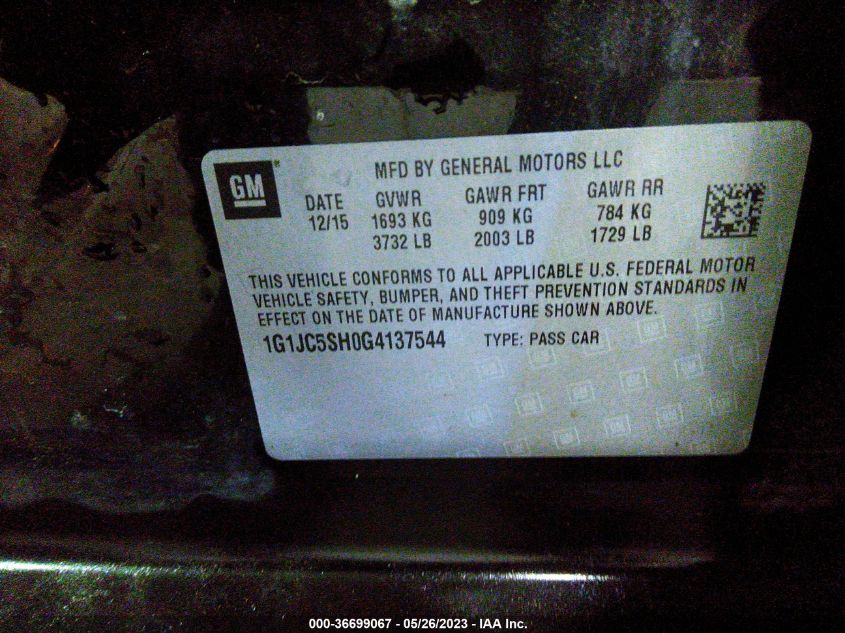 GM
MFD BY GENERAL MOTORS LLC
DATE GVWR GAWR FRT GAWR RR
12/15 1693 KG 909 KG 784 KG
3732 LB 2003 LB 1729 LB
THIS VEHICLE CONFORMS TO ALL APPLICABLE U.S. FEDERAL MOTOR
VEHICLE SAFETY, BUMPER, AND THEFT PREVENTION STANDARDS IN
EFFECT ON THE DATE OF MANUFACTURE SHOWN ABOVE.
1G1JC5SH0G4137544 TYPE: PASS CAR
000-36699067 - 05/26/2023 - IAA Inc.